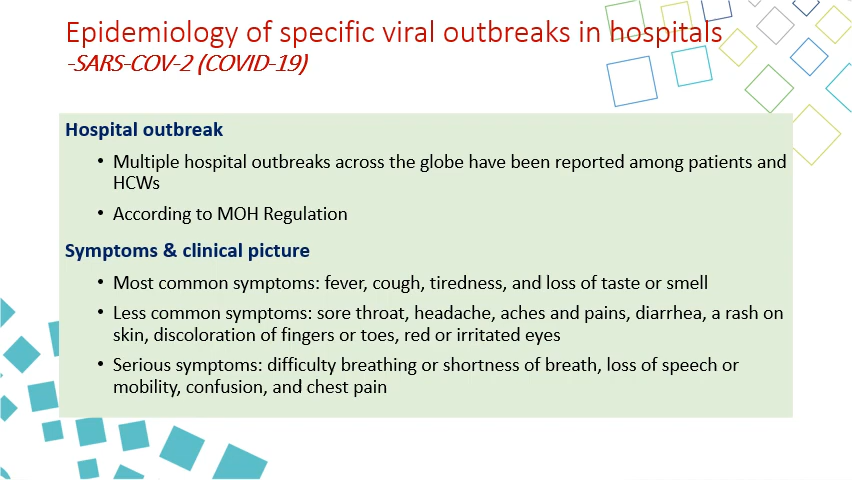 Epidemiology of specific viral outbreaks in hospitals
-SARS-COV-2 (COVID-19)
Hospital outbreak
• Multiple hospital outbreaks across the globe have been reported among patients and
HCWs
• According to MOH Regulation
Symptoms & clinical picture
• Most common symptoms: fever, cough, tiredness, and loss of taste or smell
• Less common symptoms: sore throat, headache, aches and pains, diarrhea, a rash on
skin, discoloration of fingers or toes, red or irritated eyes
• Serious symptoms: difficulty breathing or shortness of breath, loss of speech or
mobility, confusion, and chest pain